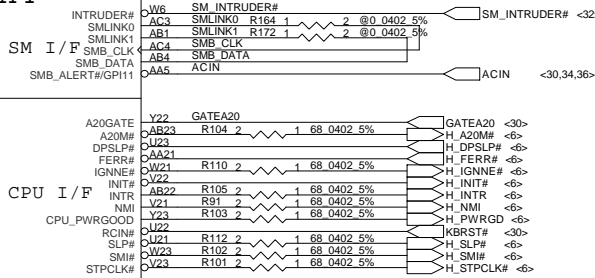 INTRUDER# W6 SM_INTRUDER# SM_INTRUDER# <32
SMLINK0 AC3 SMLINK0 R164 1 2 @0_0402_5%
SMLINK1 AB1 SMLINK1 R172 1 2 @0_0402_5%
SM I/F
SMB_CLK AC4 SMB_CLK
SMB_DATA AB4 SMB_DATA
SMB_ALERT#/GPI11 AA5 ACIN ACIN <30,34,36>
A20GATE Y22 GATEA20 GATEA20 <30>
A20M# AB23 R104 2 1 68_0402_5% H_A20M# <6>
DPSLP# U23 H_DPSLP# <6>
FERR# AA21 H_FERR# <6>
IGNNE# W21 R110 2 1 68_0402_5% H_IGNNE# <6>
INIT# V22 H_INIT# <6>
CPU I/F
INTR AB22 R105 2 1 68_0402_5% H_INTR <6>
NMI V21 R91 2 1 68_0402_5% H_NMI <6>
CPU_PWRGOOD Y23 R103 2 1 68_0402_5% H_PWRGD <6>
RCIN# U22 KBRST# <30>
SLP# U21 R112 2 1 68_0402_5% H_SLP# <6>
SMI# W23 R102 2 1 68_0402_5% H_SMI# <6>
STPCLK# V23 R101 2 1 68_0402_5% H_STPCLK# <6>